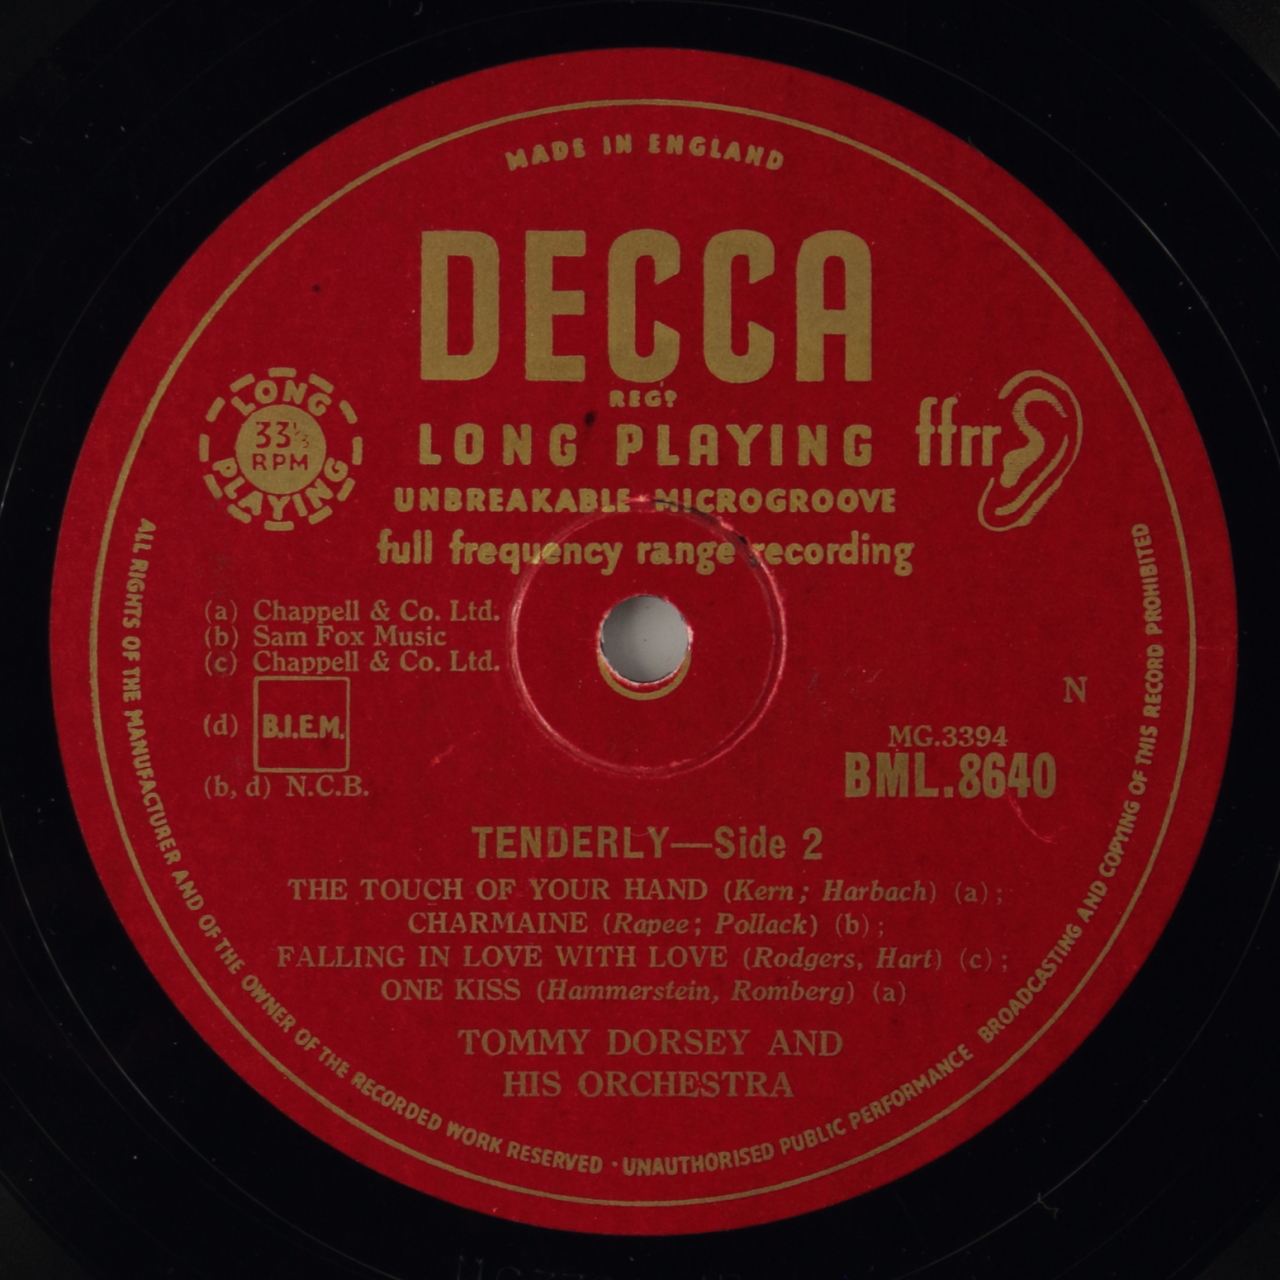 MADE IN ENGLAND
DECCA
REGD
LONG PLAYING
33⅓
RPM
LONG PLAYING
ffrr
UNBREAKABLE MICROGROOVE
full frequency range recording
(a) Chappell & Co. Ltd.
(b) Sam Fox Music
(c) Chappell & Co. Ltd.
(d) B.I.E.M.
(b, d) N.C.B.
N
MG.3394
BML.8640
TENDERLY—Side 2
THE TOUCH OF YOUR HAND (Kern; Harbach) (a);
CHARMAINE (Rapee; Pollack) (b);
FALLING IN LOVE WITH LOVE (Rodgers, Hart) (c);
ONE KISS (Hammerstein, Romberg) (a)
TOMMY DORSEY AND
HIS ORCHESTRA
ALL RIGHTS OF THE MANUFACTURER AND OF THE OWNER OF THE RECORDED WORK RESERVED · UNAUTHORISED PUBLIC PERFORMANCE BROADCASTING AND COPYING OF THIS RECORD PROHIBITED